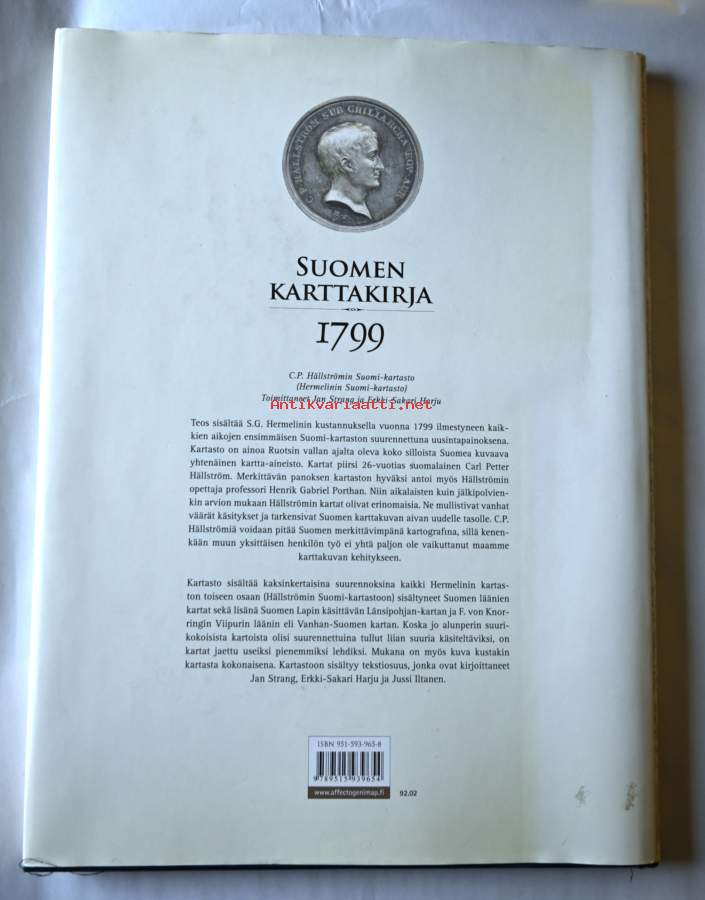 C. P. HÄLLSTRÖM SUB CHILIARCHA TOP. AUR
SUOMEN
KARTTAKIRJA
1799
C.P. Hällströmin Suomi-kartasto
(Hermelinin Suomi-kartasto)
Toimittaneet Jan Strang ja Erkki-Sakari Harju
Antikvariaatti.net
Teos sisältää S.G. Hermelinin kustannuksella vuonna 1799 ilmestyneen kaik-
kien aikojen ensimmäisen Suomi-kartaston suurennettuna uusintapainoksena.
Kartasto on ainoa Ruotsin vallan ajalta oleva koko silloista Suomea kuvaava
yhtenäinen kartta-aineisto. Kartat piirsi 26-vuotias suomalainen Carl Petter
Hällström. Merkittävän panoksen kartaston hyväksi antoi myös Hällströmin
opettaja professori Henrik Gabriel Porthan. Niin aikalaisten kuin jälkipolvien-
kin arvion mukaan Hällströmin kartat olivat erinomaisia. Ne mullistivat vanhat
väärät käsitykset ja tarkensivat Suomen karttakuvan aivan uudelle tasolle. C.P.
Hällströmiä voidaan pitää Suomen merkittävimpänä kartografina, sillä kenen-
kään muun yksittäisen henkilön työ ei yhtä paljon ole vaikuttanut maamme
karttakuvan kehitykseen.
Kartasto sisältää kaksinkertaisina suurennoksina kaikki Hermelinin kartas-
ton toiseen osaan (Hällströmin Suomi-kartastoon) sisältyneet Suomen läänien
kartat sekä lisänä Suomen Lapin käsittävän Länsipohjan-kartan ja F. von Knor-
ringin Viipurin läänin eli Vanhan-Suomen kartan. Koska jo alunperin suuri-
kokoisista kartoista olisi suurennettuina tullut liian suuria käsiteltäviksi, on
kartat jaettu useiksi pienemmiksi lehdiksi. Mukana on myös kuva kustakin
kartasta kokonaisena. Kartastoon sisältyy tekstiosuus, jonka ovat kirjoittaneet
Jan Strang, Erkki-Sakari Harju ja Jussi Iltanen.
ISBN 951-593-965-8
9 789515 939654
www.affectogenimap.fi
92.02